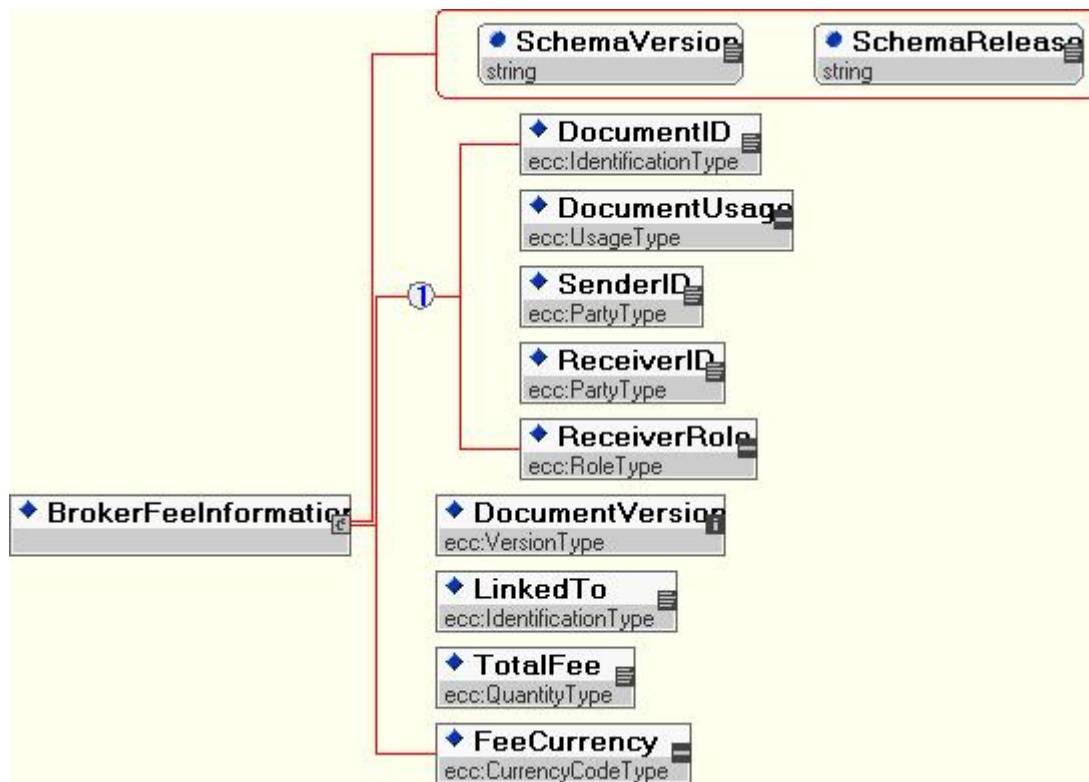 SchemaVersion
string
SchemaRelease
string
DocumentID
ecc:IdentificationType
DocumentUsage
ecc:UsageType
SenderID
ecc:PartyType
1
ReceiverID
ecc:PartyType
ReceiverRole
ecc:RoleType
BrokerFeeInformation
DocumentVersion
ecc:VersionType
LinkedTo
ecc:IdentificationType
TotalFee
ecc:QuantityType
FeeCurrency
ecc:CurrencyCodeType